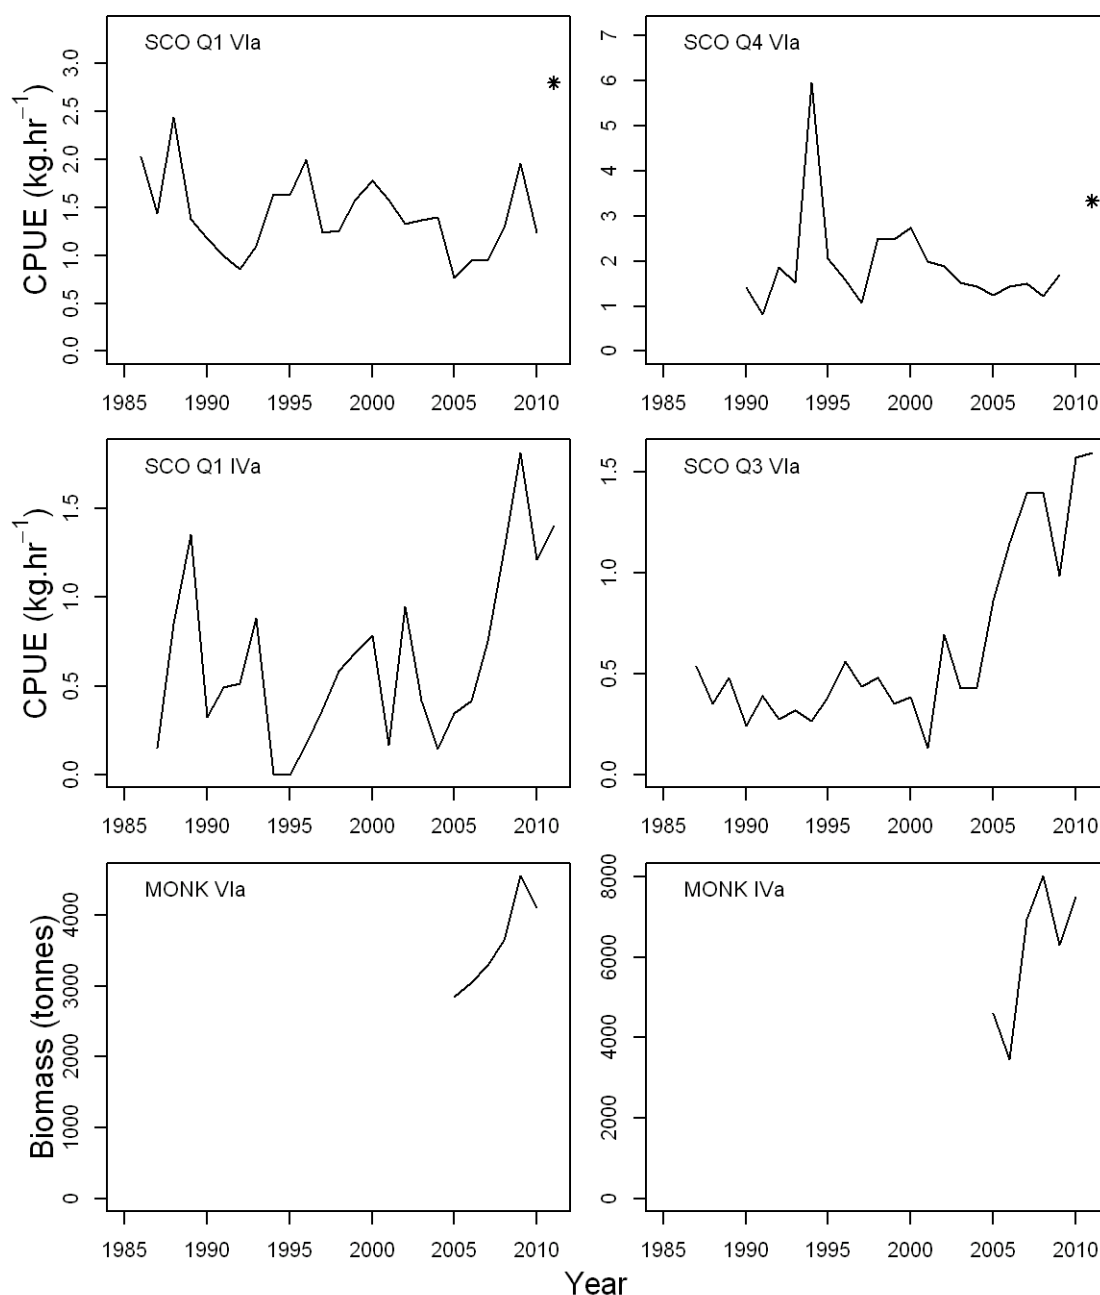 SCO Q1 VIa
CPUE (kg.hr⁻¹)
3.0
2.5
2.0
1.5
1.0
0.5
0.0
*
1985 1990 1995 2000 2005 2010
SCO Q4 VIa
7
6
5
4
3
2
1
0
*
1985 1990 1995 2000 2005 2010
SCO Q1 IVa
CPUE (kg.hr⁻¹)
1.5
1.0
0.5
0.0
1985 1990 1995 2000 2005 2010
SCO Q3 VIa
1.5
1.0
0.5
0.0
1985 1990 1995 2000 2005 2010
MONK VIa
Biomass (tonnes)
4000
3000
2000
1000
0
1985 1990 1995 2000 2005 2010
MONK IVa
8000
6000
4000
2000
0
1985 1990 1995 2000 2005 2010
Year